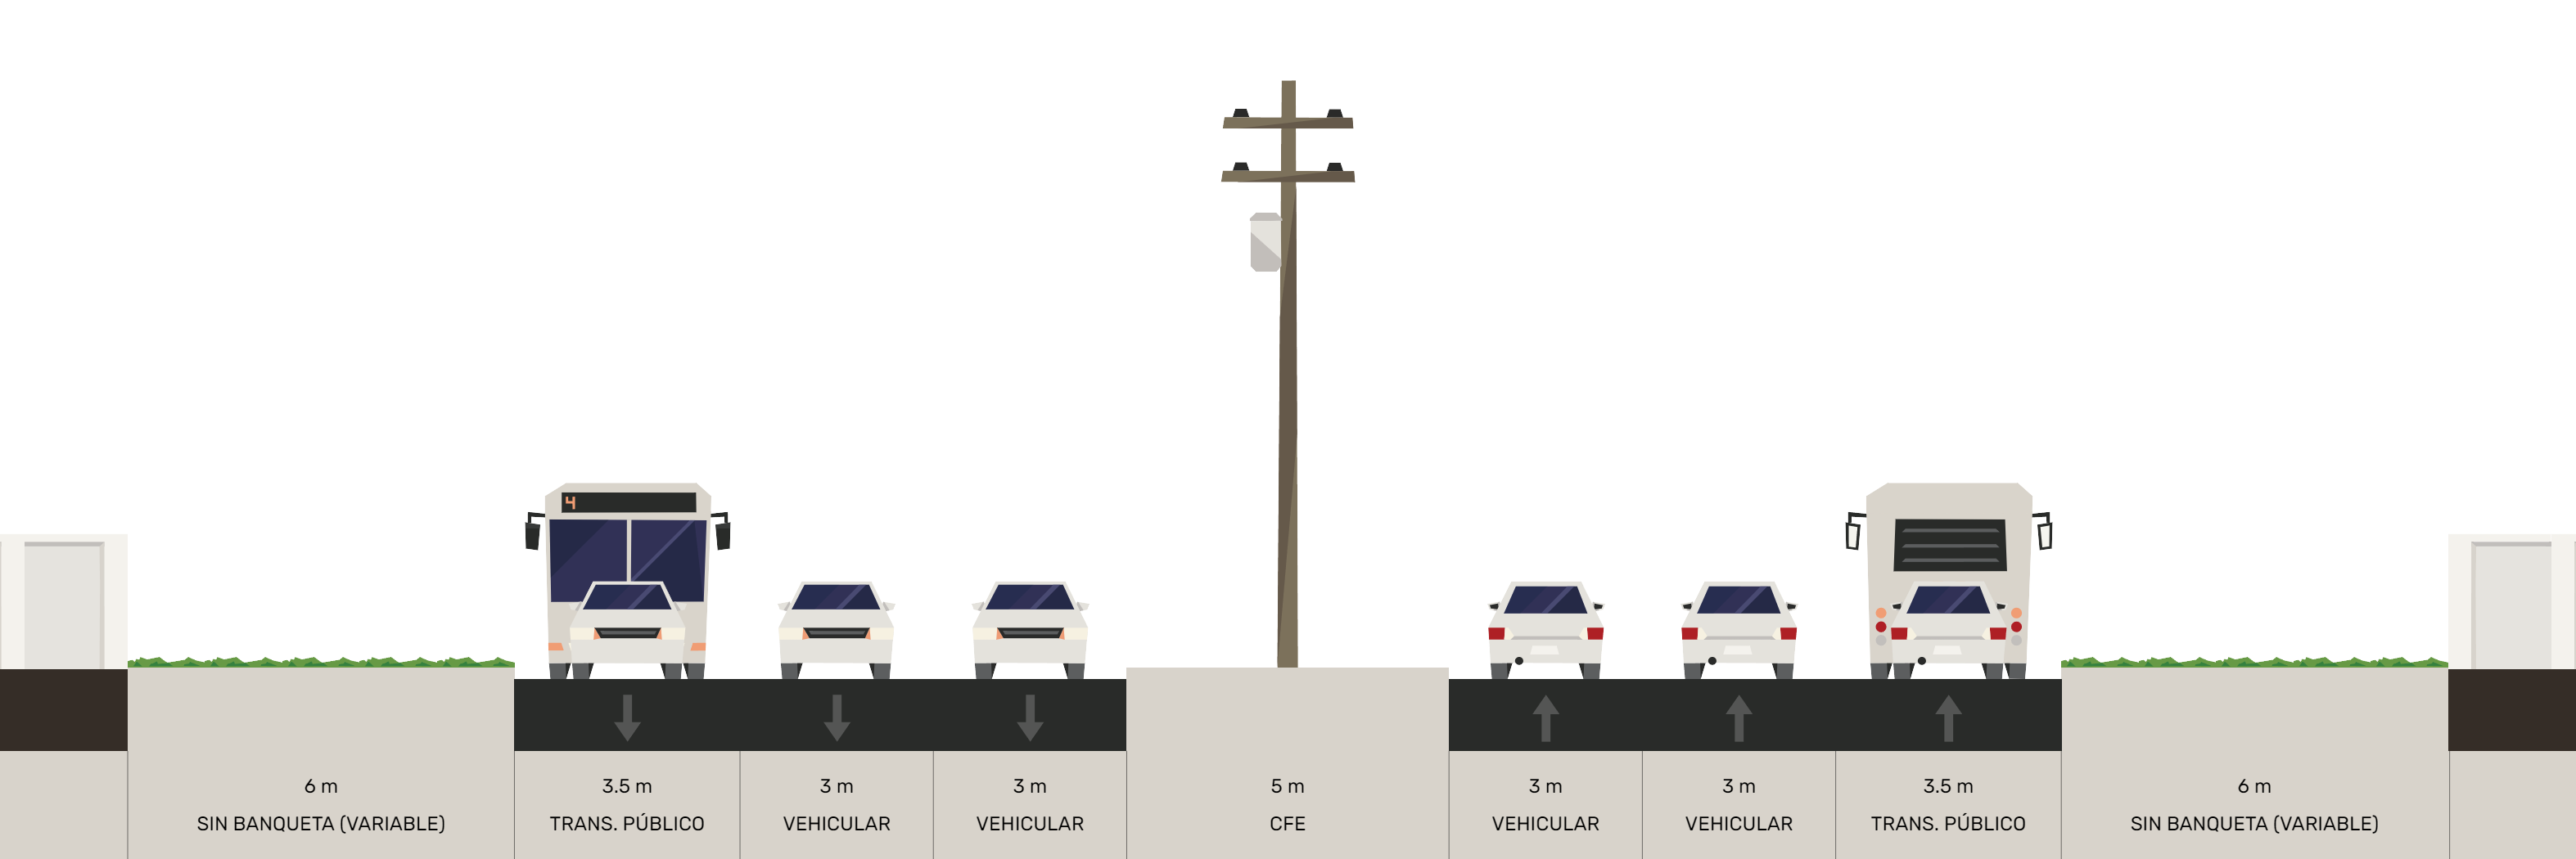 4
6 m
SIN BANQUETA (VARIABLE)
3.5 m
TRANS. PÚBLICO
3 m
VEHICULAR
3 m
VEHICULAR
5 m
CFE
3 m
VEHICULAR
3 m
VEHICULAR
3.5 m
TRANS. PÚBLICO
6 m
SIN BANQUETA (VARIABLE)